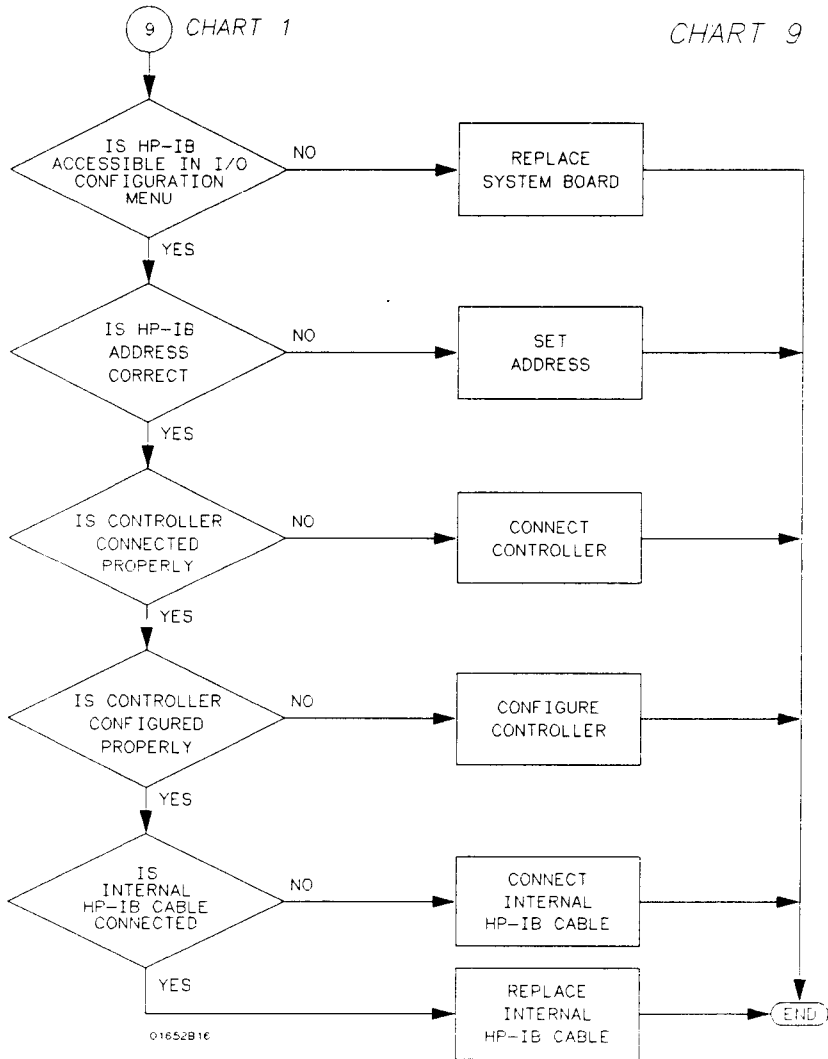 9 CHART 1
CHART 9
IS HP-IB
ACCESSIBLE IN I/O
CONFIGURATION
MENU
NO
REPLACE
SYSTEM BOARD
YES
IS HP-IB
ADDRESS
CORRECT
NO
SET
ADDRESS
YES
IS CONTROLLER
CONNECTED
PROPERLY
NO
CONNECT
CONTROLLER
YES
IS CONTROLLER
CONFIGURED
PROPERLY
NO
CONFIGURE
CONTROLLER
YES
IS
INTERNAL
HP-IB CABLE
CONNECTED
NO
CONNECT
INTERNAL
HP-IB CABLE
YES
REPLACE
INTERNAL
HP-IB CABLE
END
01652B16